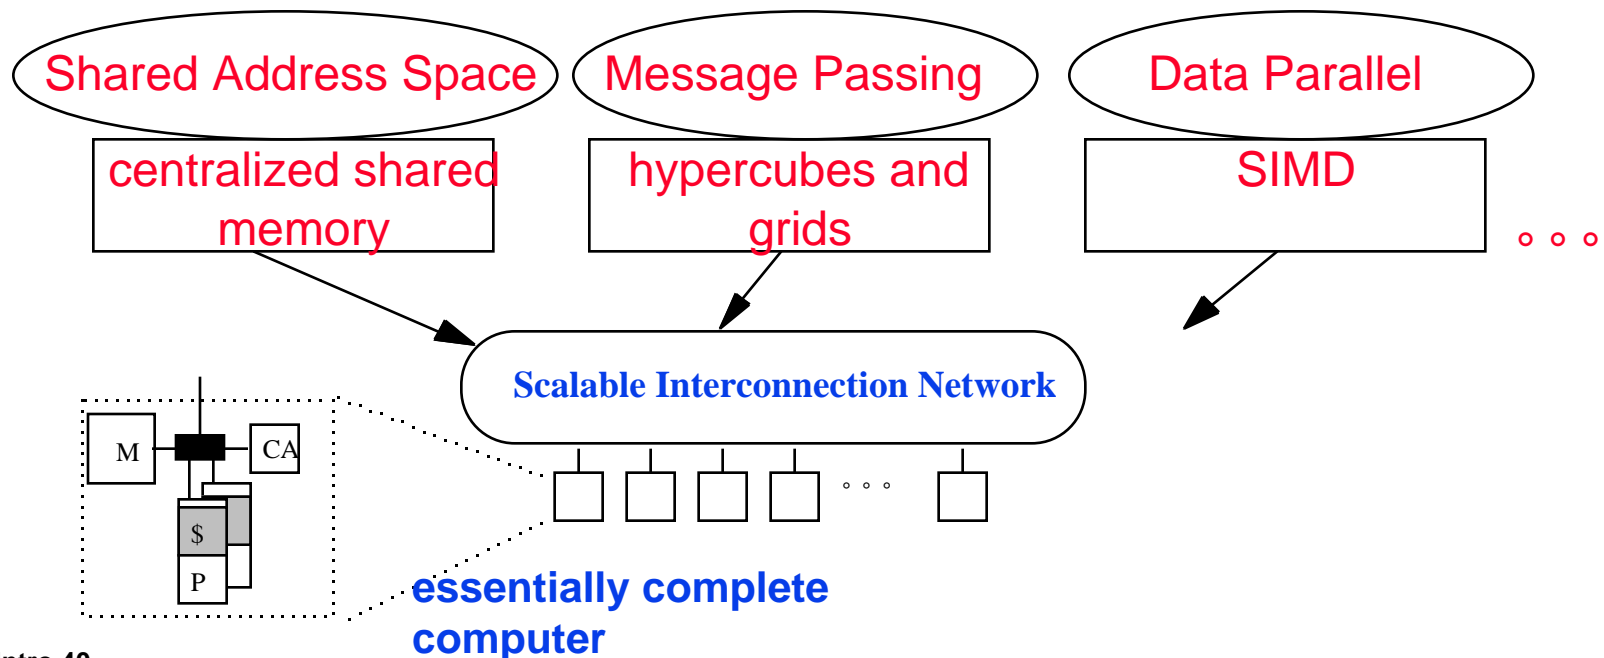 Shared Address Space
Message Passing
Data Parallel
centralized shared
memory
hypercubes and
grids
SIMD
Scalable Interconnection Network
M
CA
$
P
essentially complete
computer